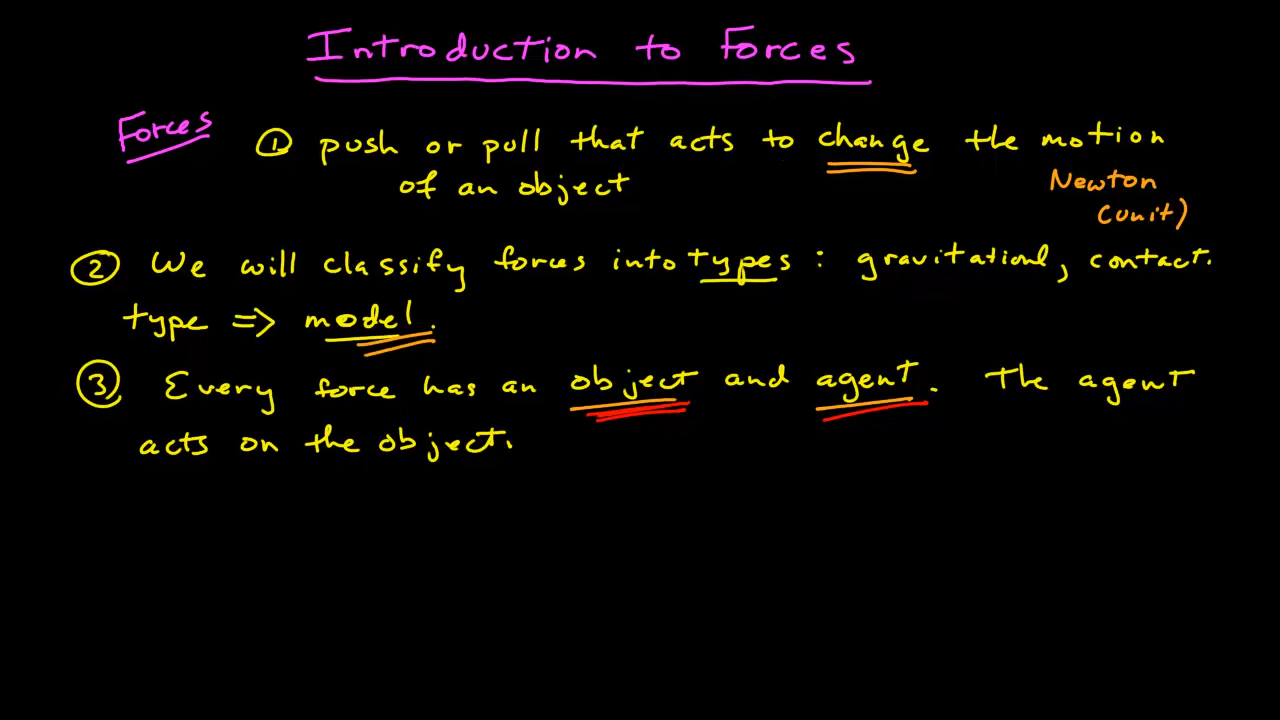 Introduction to Forces
Forces
① push or pull that acts to change the motion
of an object
Newton
(unit)
② We will classify forces into types : gravitational, contact.
type => model.
③ Every force has an object and agent. The agent
acts on the object.